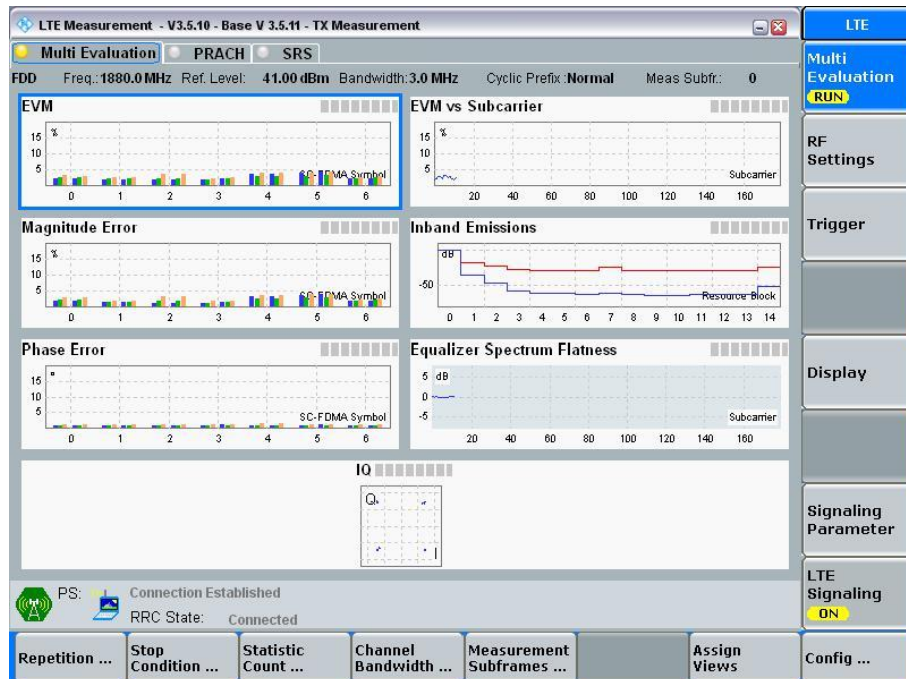 LTE Measurement - V3.5.10 - Base V 3.5.11 - TX Measurement
LTE
Multi Evaluation PRACH SRS
FDD Freq.:1880.0 MHz Ref. Level: 41.00 dBm Bandwidth:3.0 MHz Cyclic Prefix :Normal Meas Subfr.: 0
Multi
Evaluation
RUN
EVM
%
15
10
5
SC-FDMA Symbol
0 1 2 3 4 5 6
EVM vs Subcarrier
%
15
10
5
Subcarrier
20 40 60 80 100 120 140 160
RF
Settings
Magnitude Error
%
15
10
5
SC-FDMA Symbol
0 1 2 3 4 5 6
Inband Emissions
dB
-50
Resource Block
0 1 2 3 4 5 6 7 8 9 10 11 12 13 14
Trigger
Phase Error
°
15
10
5
SC-FDMA Symbol
0 1 2 3 4 5 6
Equalizer Spectrum Flatness
5 dB
0
-5
Subcarrier
20 40 60 80 100 120 140 160
Display
IQ
Q
I
Signaling
Parameter
PS: Connection Established
RRC State: Connected
LTE
Signaling
ON
Repetition ...
Stop
Condition ...
Statistic
Count ...
Channel
Bandwidth ...
Measurement
Subframes ...
Assign
Views
Config ...